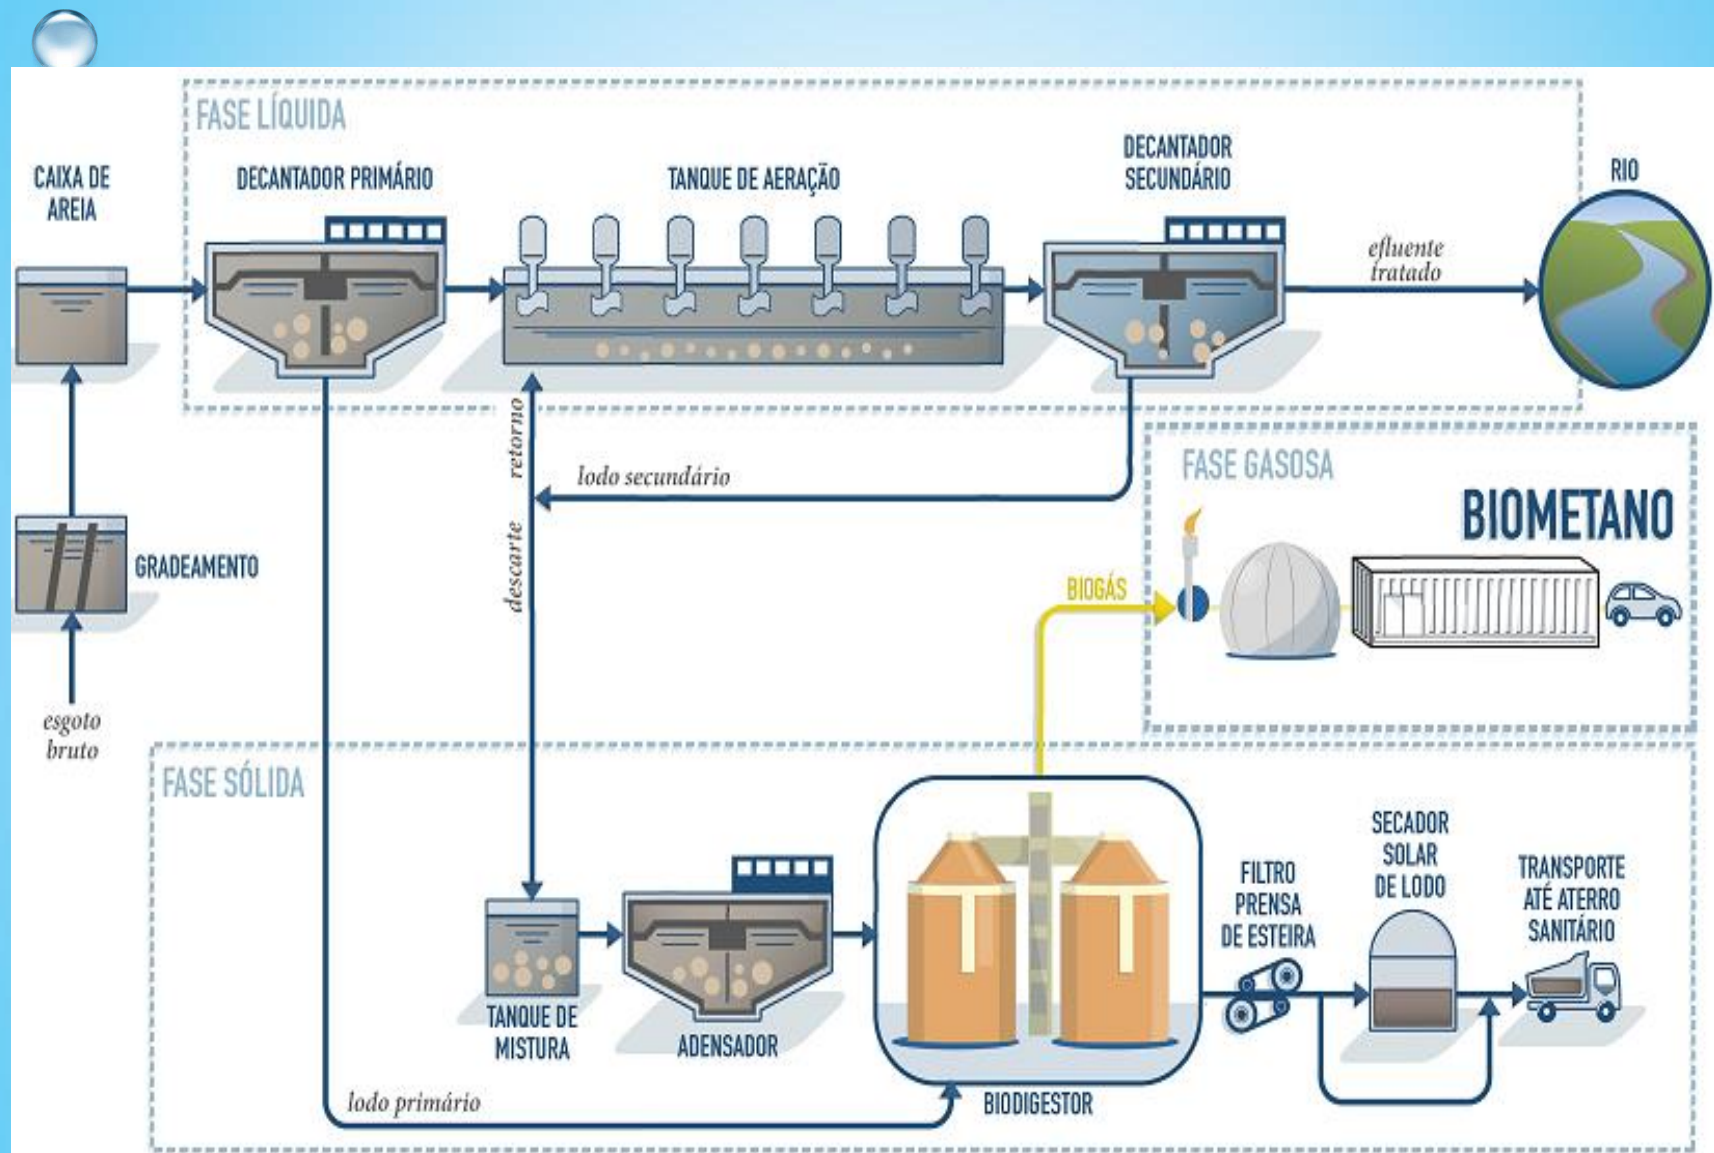 FASE LÍQUIDA
CAIXA DE
AREIA
DECANTADOR PRIMÁRIO
TANQUE DE AERAÇÃO
DECANTADOR
SECUNDÁRIO
RIO
efluente
tratado
retorno
lodo secundário
descarte
GRADEAMENTO
esgoto
bruto
FASE GASOSA
BIOMETANO
BIOGÁS
FASE SÓLIDA
TANQUE DE
MISTURA
ADENSADOR
lodo primário
BIODIGESTOR
FILTRO
PRENSA
DE ESTEIRA
SECADOR
SOLAR
DE LODO
TRANSPORTE
ATÉ ATERRO
SANITÁRIO